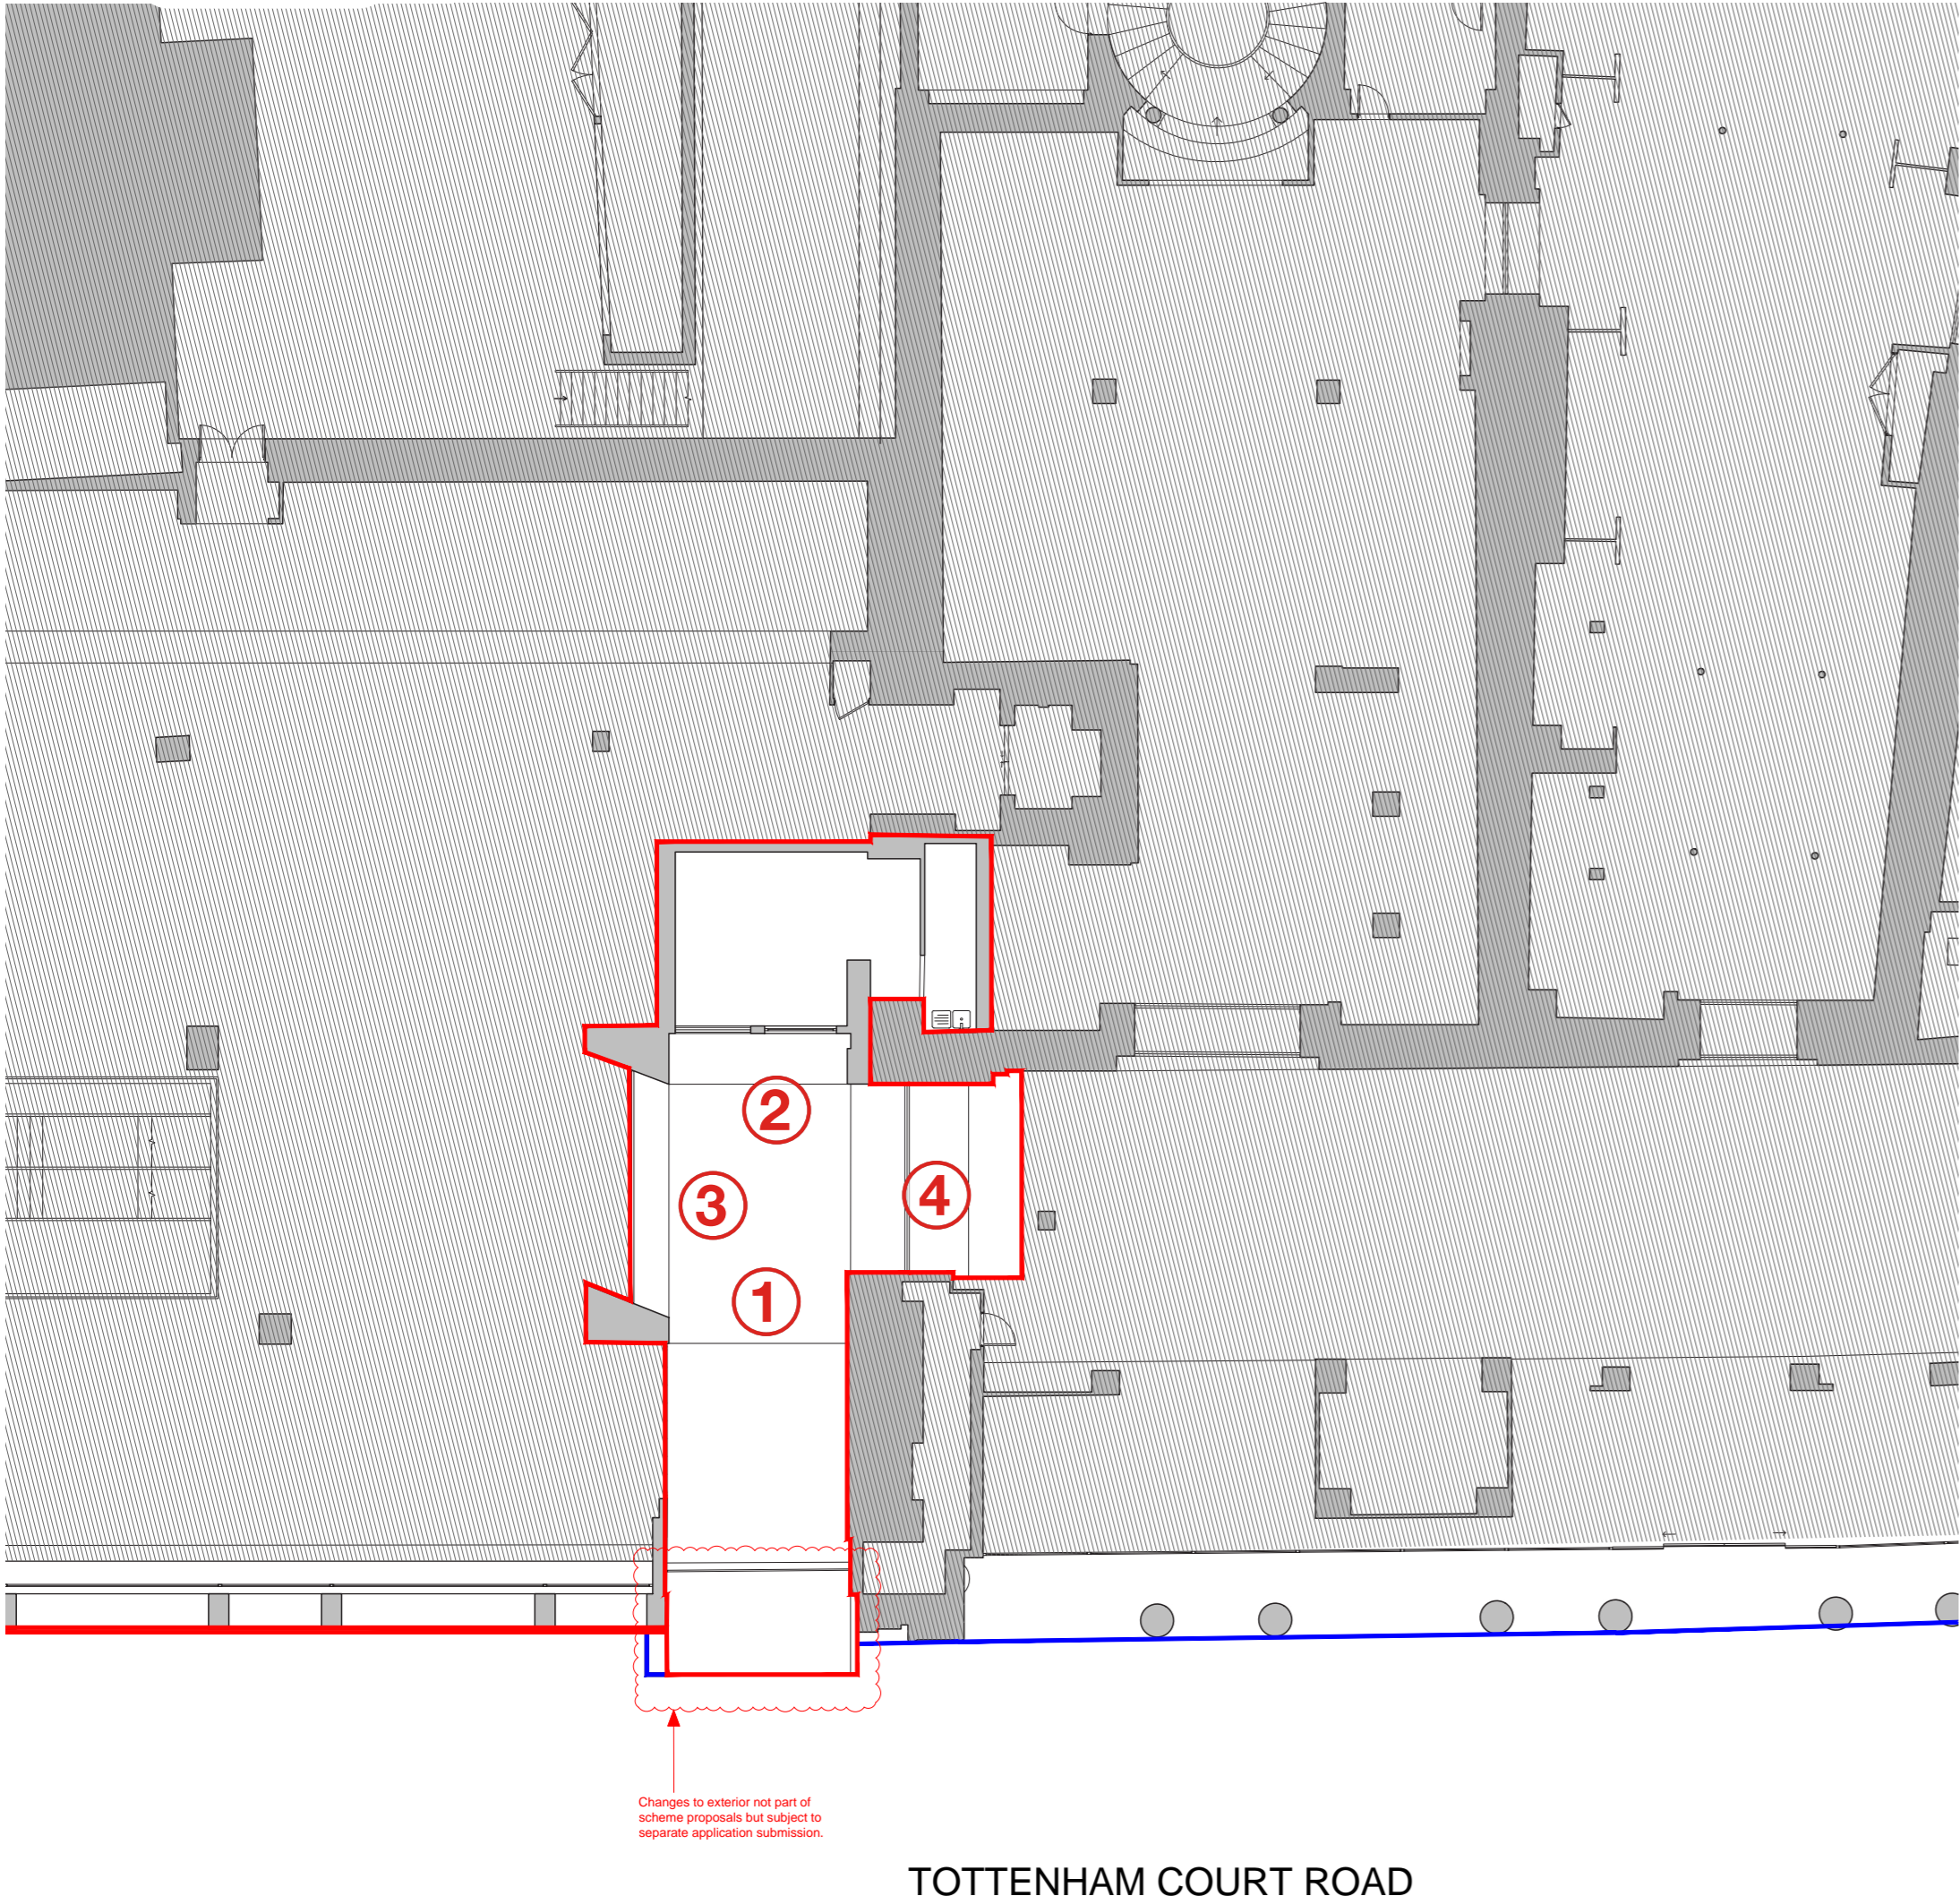 2
3
4
1
Changes to exterior not part of
scheme proposals but subject to
separate application submission.
TOTTENHAM COURT ROAD